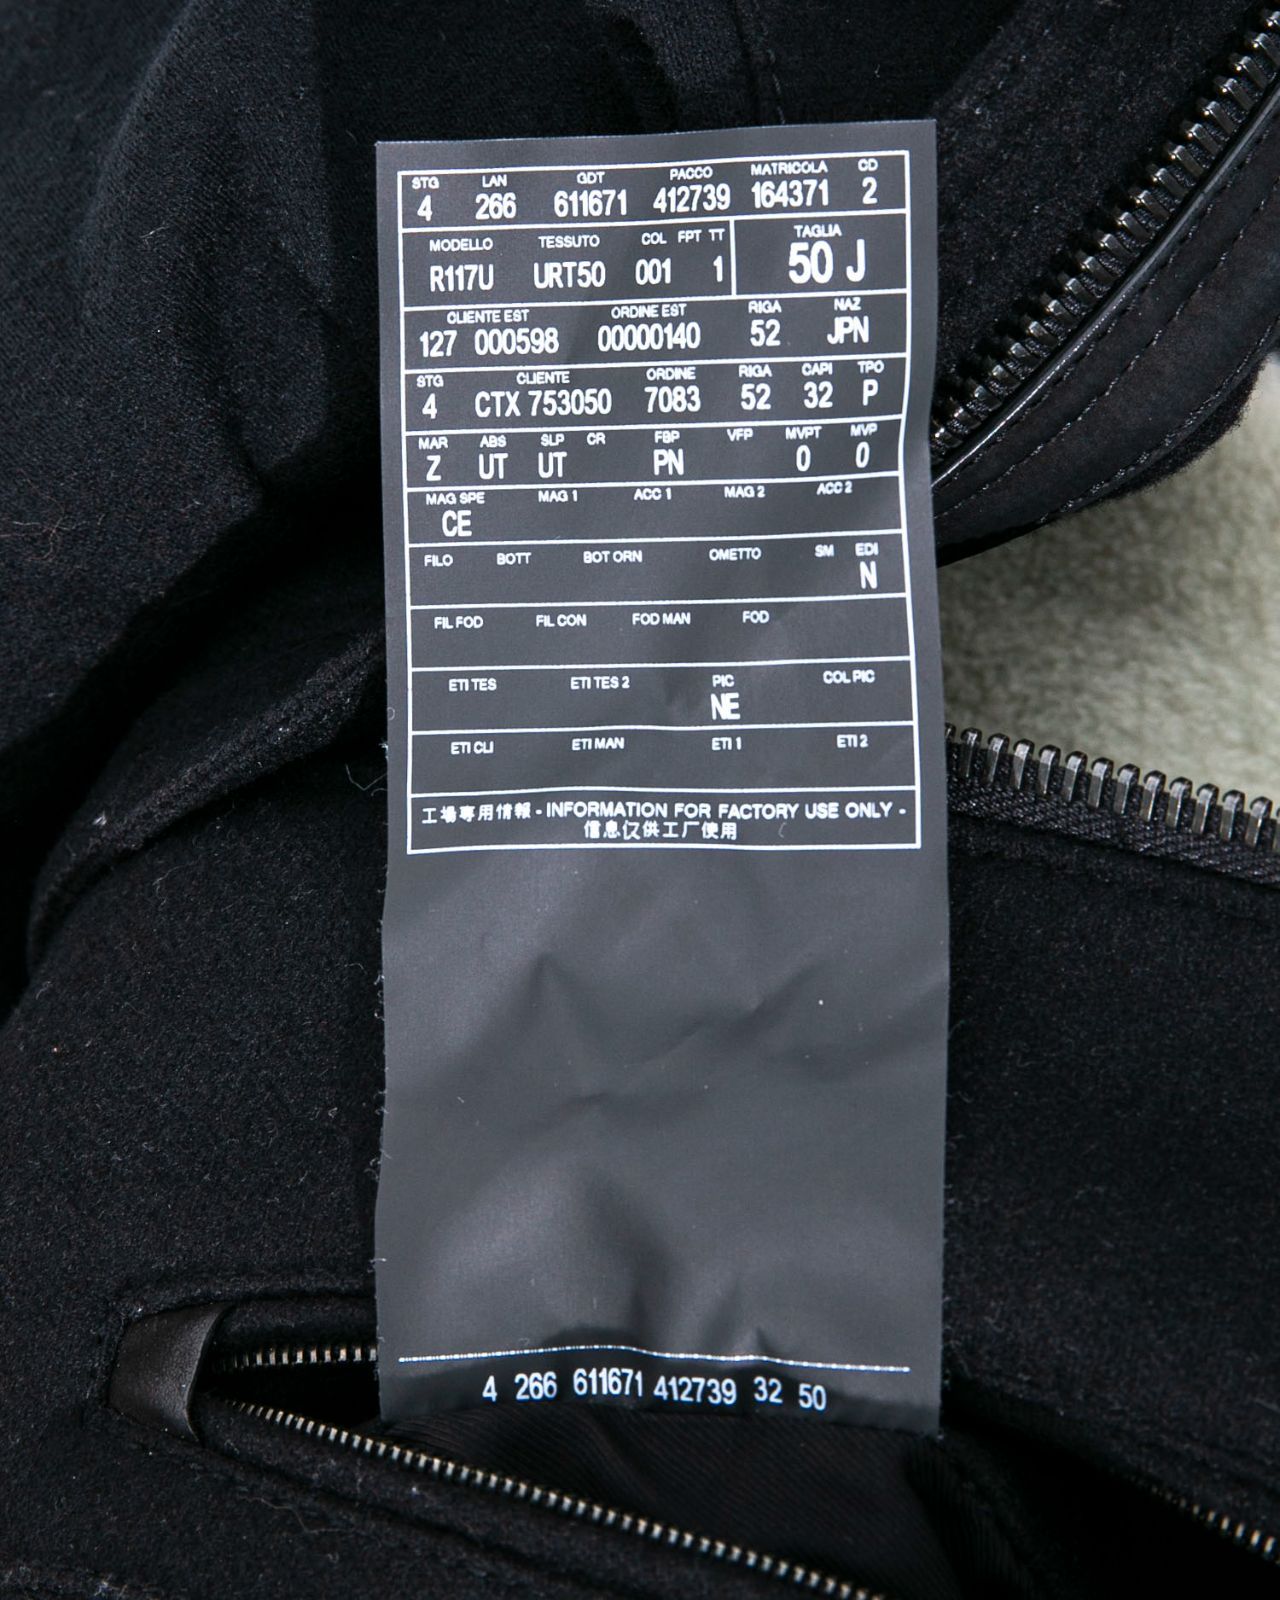 STG LAN GDT PACCO MATRICOLA CD
4 266 611671 412739 164371 2
MODELLO TESSUTO COL FPT TT TAGLIA
R117U URT50 001 1 50 J
CLIENTE EST ORDINE EST RIGA NAZ
127 000598 00000140 52 JPN
STG CLIENTE ORDINE RIGA CAPI TPO
4 CTX 753050 7083 52 32 P
MAR ABS SLP CR FBP VFP MVPT MVP
Z UT UT PN 0 0
MAG SPE MAG 1 ACC 1 MAG 2 ACC 2
CE
FILO BOTT BOT ORN OMETTO SM EDI
N
FIL FOD FIL CON FOD MAN FOD
ETI TES ETI TES 2 PIC COL PIC
NE
ETI CLI ETI MAN ETI 1 ETI 2
工場専用情報 - INFORMATION FOR FACTORY USE ONLY -
信息仅供工厂使用
4 266 611671 412739 32 50